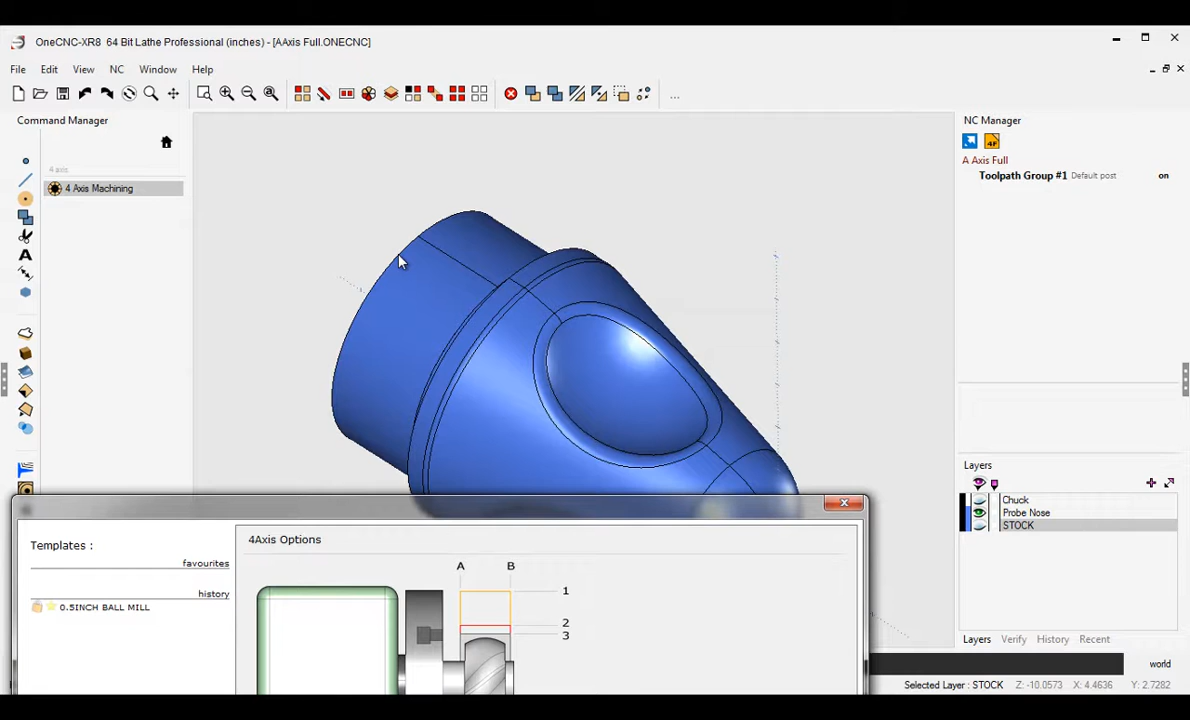 OneCNC-XR8 64 Bit Lathe Professional (inches) - [AAxis Full.ONECNC]
File Edit View NC Window Help
Command Manager
NC Manager
4F
4 axis
4 Axis Machining
A Axis Full
Toolpath Group #1 Default post on
A
Layers
Chuck
Probe Nose
STOCK
Templates :
favourites
history
0.5INCH BALL MILL
4Axis Options
A B
1
2
3
Layers Verify History Recent
world
Selected Layer : STOCK Z: -10.0573 X: 4.4636 Y: 2.7282